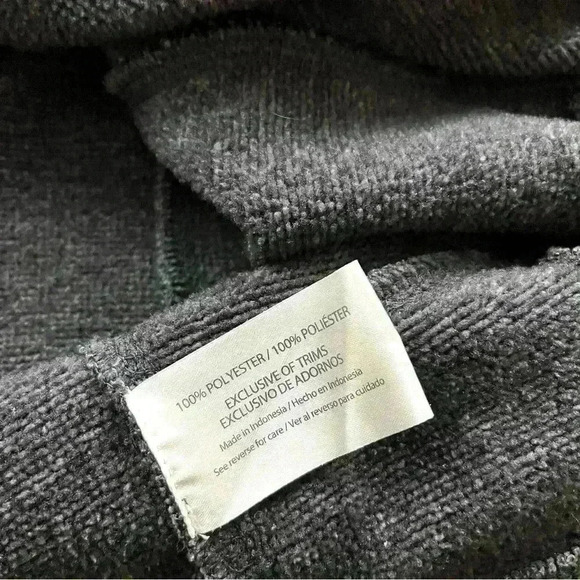 100% POLYESTER / 100% POLIÉSTER
EXCLUSIVE OF TRIMS
EXCLUSIVO DE ADORNOS
Made in Indonesia / Hecho en Indonesia
See reverse for care / Ver al reverso para cuidado